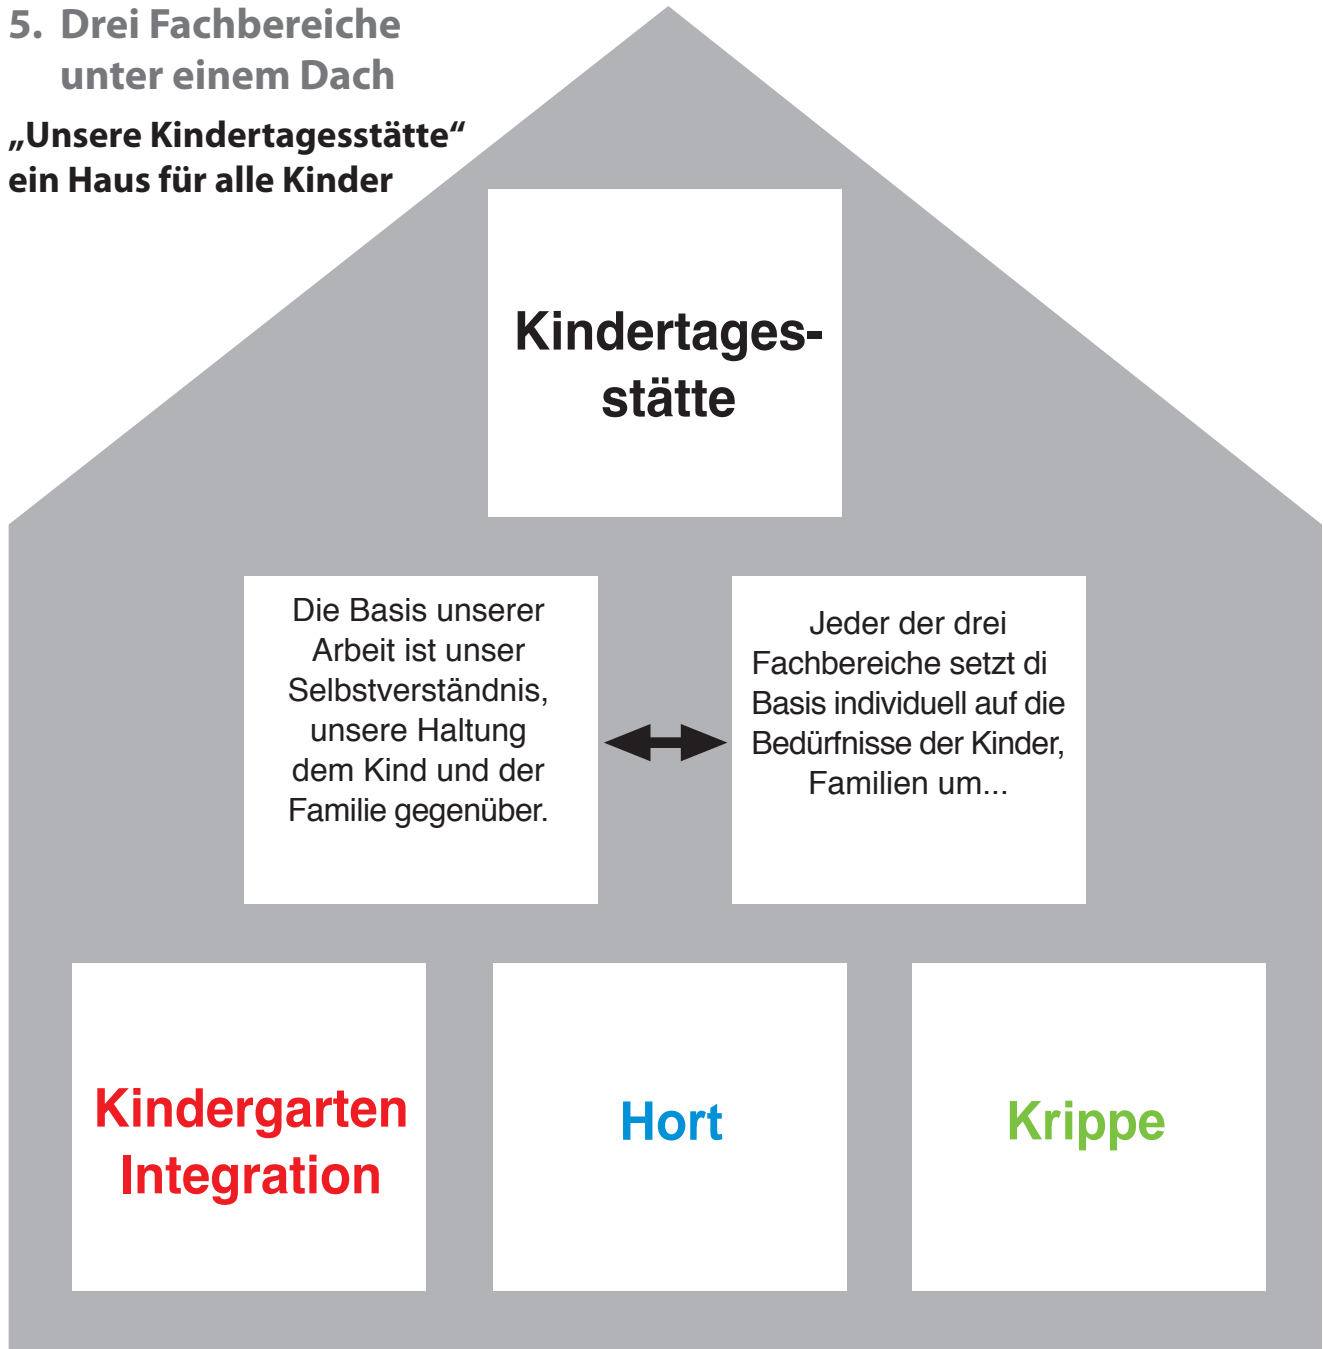 5. Drei Fachbereiche
unter einem Dach
„Unsere Kindertagesstätte“
ein Haus für alle Kinder
Kindertages-
stätte
Die Basis unserer
Arbeit ist unser
Selbstverständnis,
unsere Haltung
dem Kind und der
Familie gegenüber.
Jeder der drei
Fachbereiche setzt di
Basis individuell auf die
Bedürfnisse der Kinder,
Familien um...
Kindergarten
Integration
Hort
Krippe